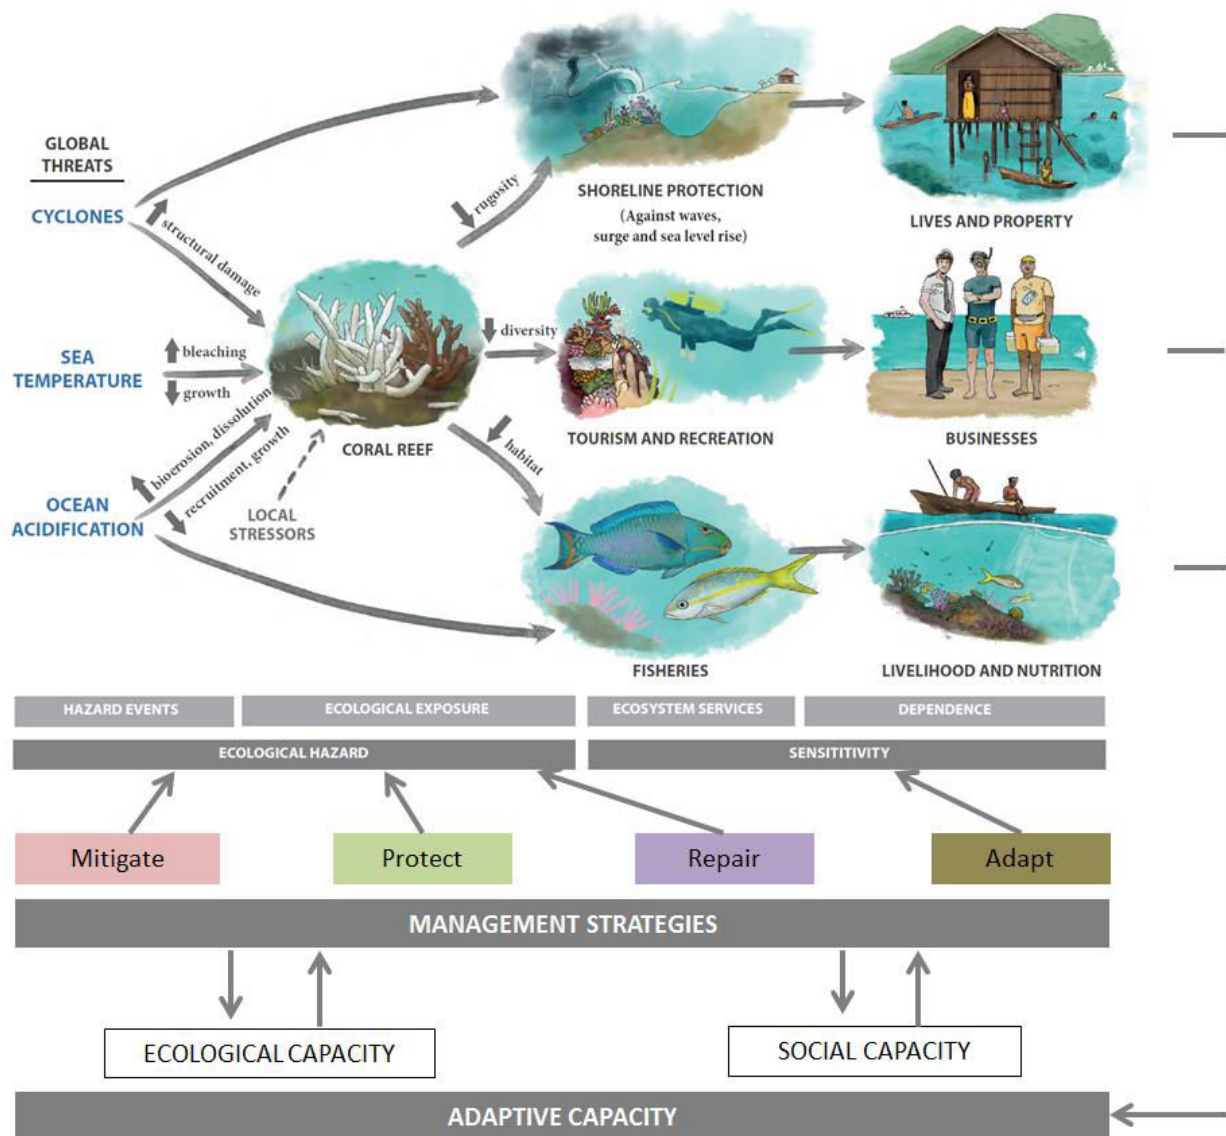 GLOBAL
THREATS
CYCLONES
structural damage
rugosity
SHORELINE PROTECTION
(Against waves,
surge and sea level rise)
LIVES AND PROPERTY
SEA
TEMPERATURE
bleaching
growth
diversity
CORAL REEF
TOURISM AND RECREATION
BUSINESSES
OCEAN
ACIDIFICATION
bioerosion, dissolution
recruitment, growth
LOCAL
STRESSORS
habitat
FISHERIES
LIVELIHOOD AND NUTRITION
HAZARD EVENTS
ECOLOGICAL EXPOSURE
ECOSYSTEM SERVICES
DEPENDENCE
ECOLOGICAL HAZARD
SENSITITIVITY
Mitigate
Protect
Repair
Adapt
MANAGEMENT STRATEGIES
ECOLOGICAL CAPACITY
SOCIAL CAPACITY
ADAPTIVE CAPACITY